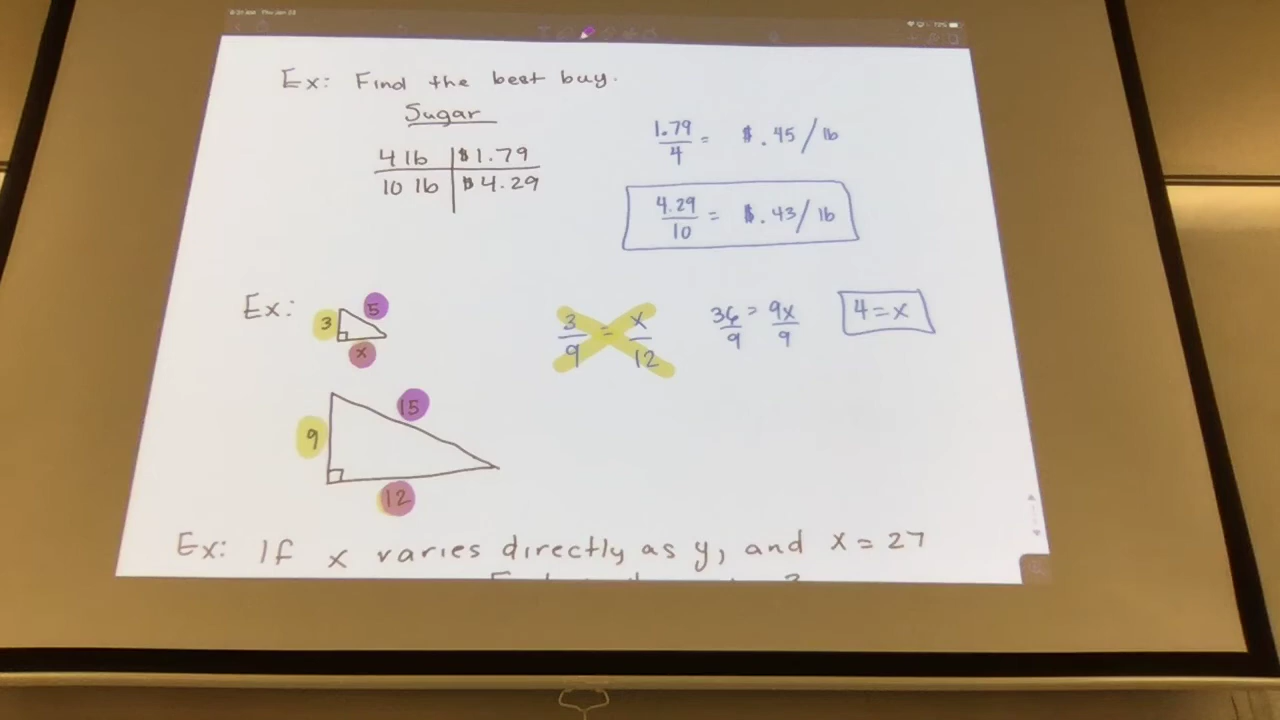 Ex: Find the best buy.
Sugar
4 lb $1.79
10 lb $4.29
1.79/4 = $.45/lb
4.29/10 = $.43/lb
Ex:
3 5
x
3/9 = x/12
36/9 = 9x/9
4=x
15
9
12
Ex: If x varies directly as y, and x = 27